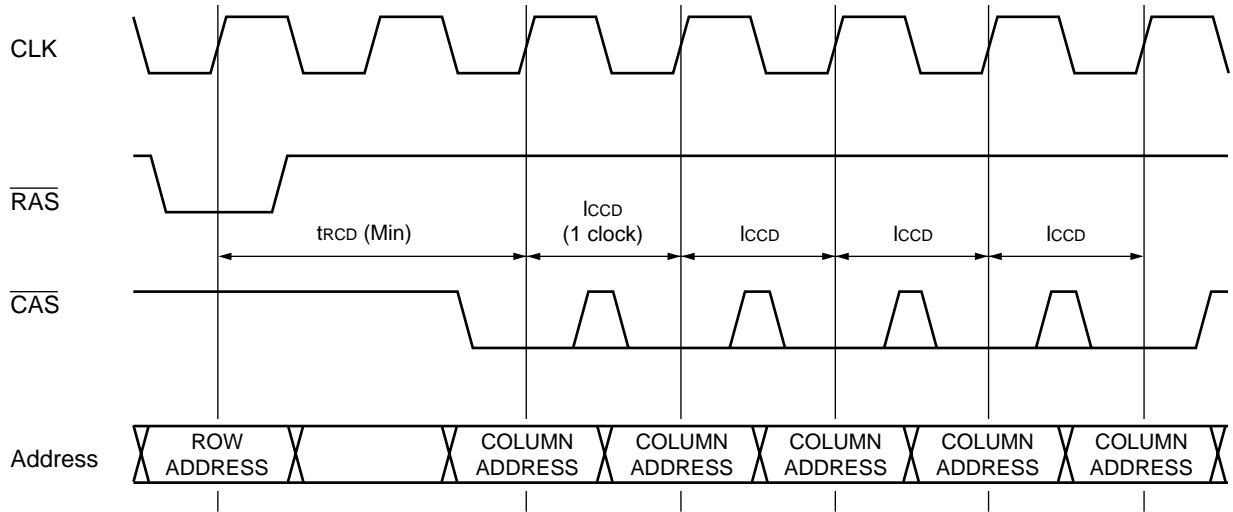 CLK
RAS
tRCD (Min)
ICCD
(1 clock)
ICCD
ICCD
ICCD
CAS
Address
ROW
ADDRESS
COLUMN
ADDRESS
COLUMN
ADDRESS
COLUMN
ADDRESS
COLUMN
ADDRESS
COLUMN
ADDRESS